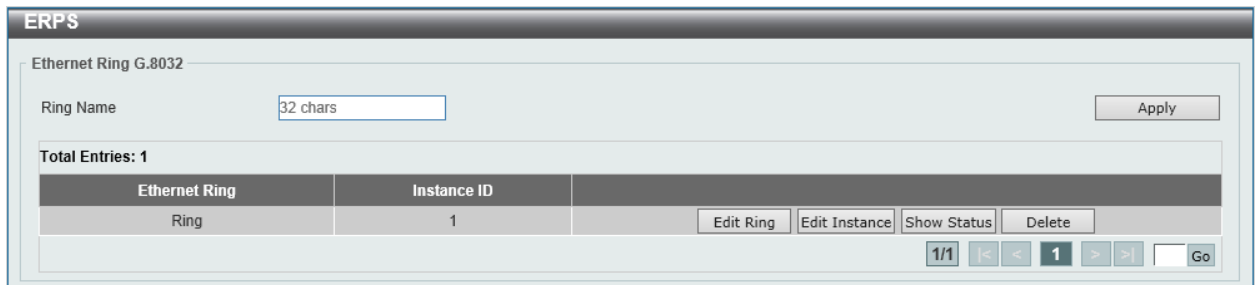 ERPS
Ethernet Ring G.8032
Ring Name 32 chars Apply
Total Entries: 1
Ethernet Ring Instance ID
Ring 1 Edit Ring Edit Instance Show Status Delete
1/1 |< < 1 > >| Go